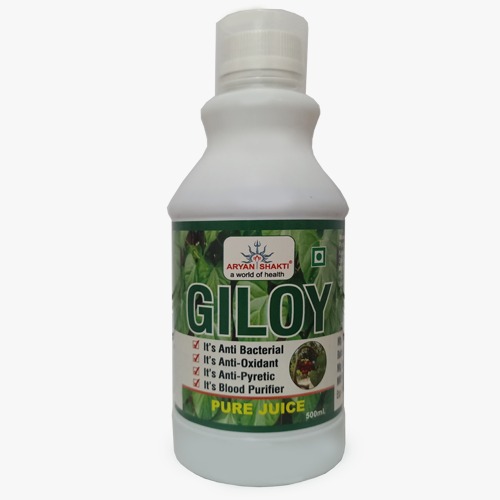 ARYAN SHAKTI®
a world of health
GILOY
It's Anti Bacterial
It's Anti-Oxidant
It's Anti-Pyretic
It's Blood Purifier
PURE JUICE
500mL